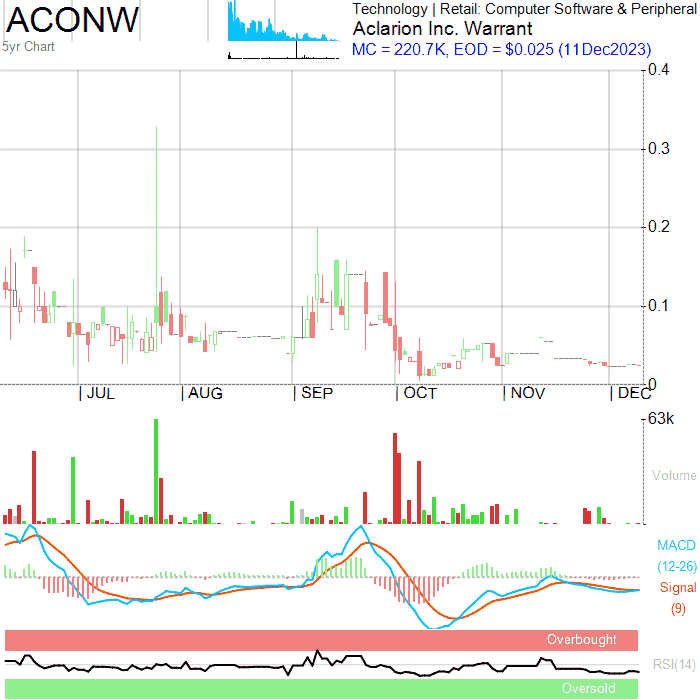 ACONW
5yr Chart
Technology | Retail: Computer Software & Peripheral
Aclarion Inc. Warrant
MC = 220.7K, EOD = $0.025 (11Dec2023)
0.4
0.3
0.2
0.1
0
| JUL | AUG | SEP | OCT | NOV | DEC
63k
Volume
MACD
(12-26)
Signal
(9)
Overbought
RSI(14)
Oversold